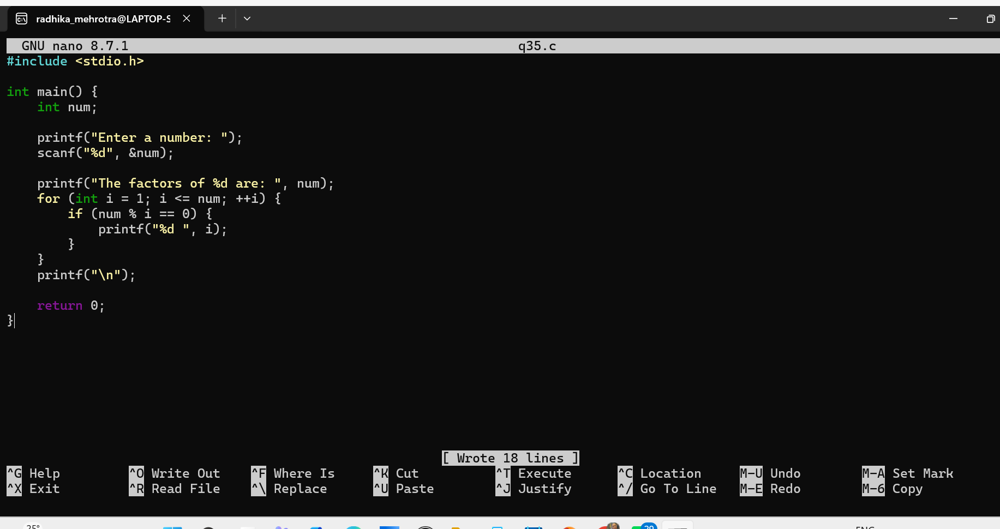 radhika_mehrotra@LAPTOP-S
GNU nano 8.7.1 q35.c
#include <stdio.h>
int main() {
    int num;
    printf("Enter a number: ");
    scanf("%d", &num);
    printf("The factors of %d are: ", num);
    for (int i = 1; i <= num; ++i) {
        if (num % i == 0) {
            printf("%d ", i);
        }
    }
    printf("\n");
    return 0;
}
[ Wrote 18 lines ]
^G Help ^O Write Out ^F Where Is ^K Cut ^T Execute ^C Location M-U Undo M-A Set Mark
^X Exit ^R Read File ^\ Replace ^U Paste ^J Justify ^/ Go To Line M-E Redo M-6 Copy
25°
29
ENG